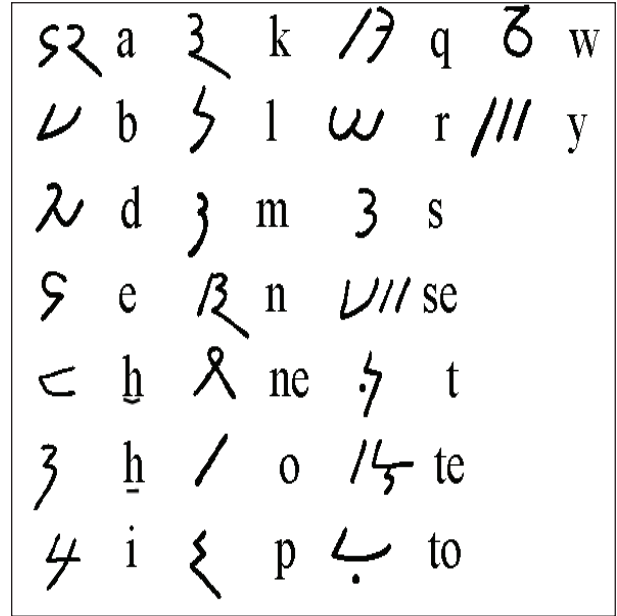 𐦠 a 𐦲 k 𐦳 q 𐦥 w
𐦦 b 𐦬 l 𐦫 r 𐦤 y
𐦷 d 𐦨 m 𐦯 s
𐦡 e 𐦩 n 𐦱 se
𐦭 ḫ 𐦪 ne 𐦴 t
𐦮 ẖ 𐦣 o 𐦵 te
𐦢 i 𐦧 p 𐦶 to